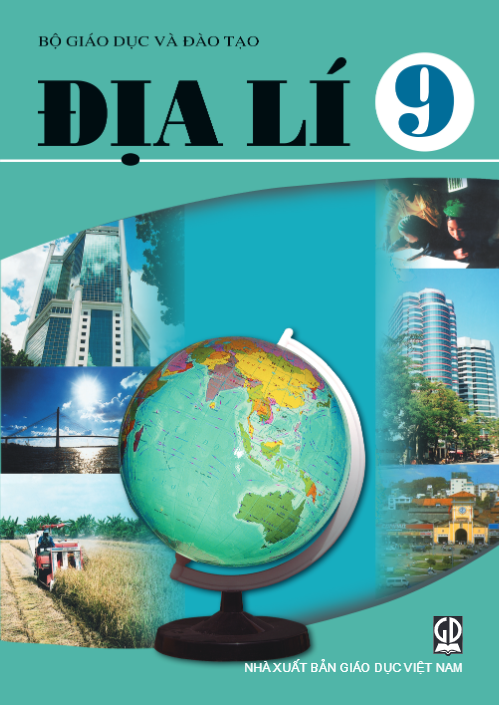 BỘ GIÁO DỤC VÀ ĐÀO TẠO
ĐỊA LÍ 9
GD
NHÀ XUẤT BẢN GIÁO DỤC VIỆT NAM